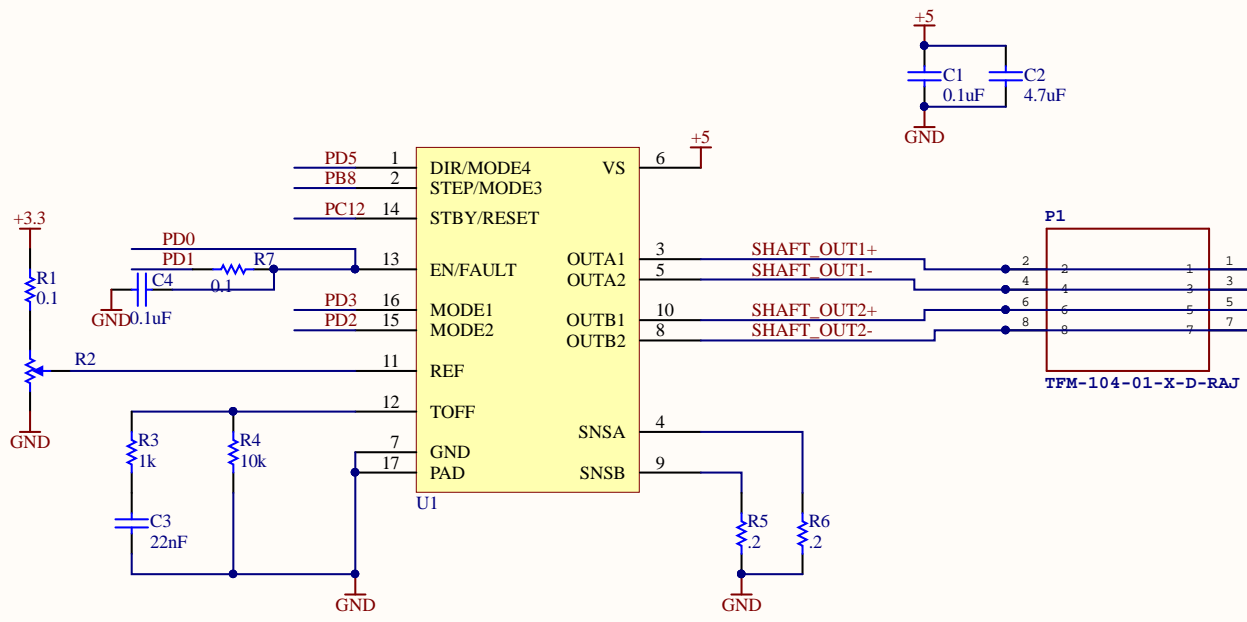 +5
C1
0.1uF
C2
4.7uF
GND
+5
PD5 1 DIR/MODE4
VS 6
PB8 2 STEP/MODE3
PC12 14 STBY/RESET
+3.3
P1
PD0
PD1
R7
0.1
13 EN/FAULT
C4
0.1uF
GND
R1
0.1
OUTA1 3 SHAFT_OUT1+
OUTA2 5 SHAFT_OUT1-
2 2 1 1
4 4 3 3
6 6 5 5
8 8 7 7
PD3 16 MODE1
PD2 15 MODE2
OUTB1 10 SHAFT_OUT2+
OUTB2 8 SHAFT_OUT2-
R2
11 REF
TFM-104-01-X-D-RAJ
GND
12 TOFF
R3
1k
R4
10k
SNSA 4
7 GND
17 PAD
SNSB 9
U1
C3
22nF
R5
.2
R6
.2
GND
GND